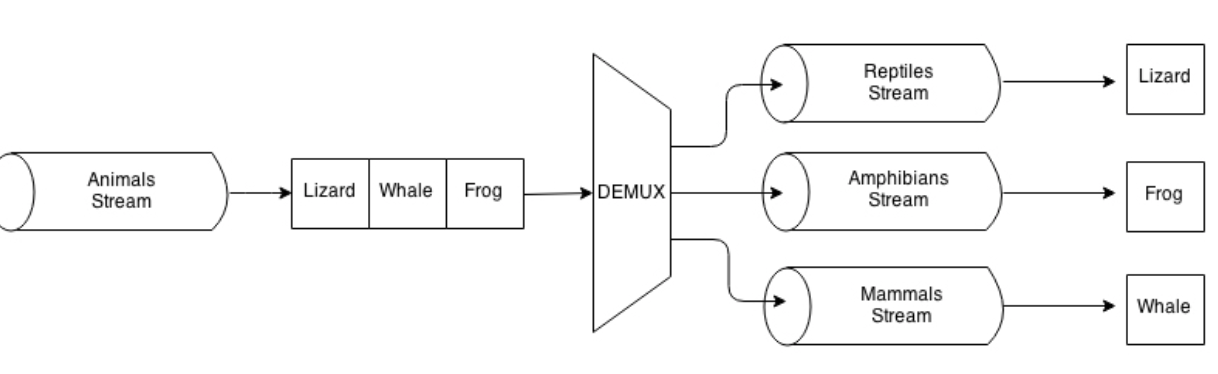 Animals
Stream
Lizard
Whale
Frog
DEMUX
Reptiles
Stream
Lizard
Amphibians
Stream
Frog
Mammals
Stream
Whale